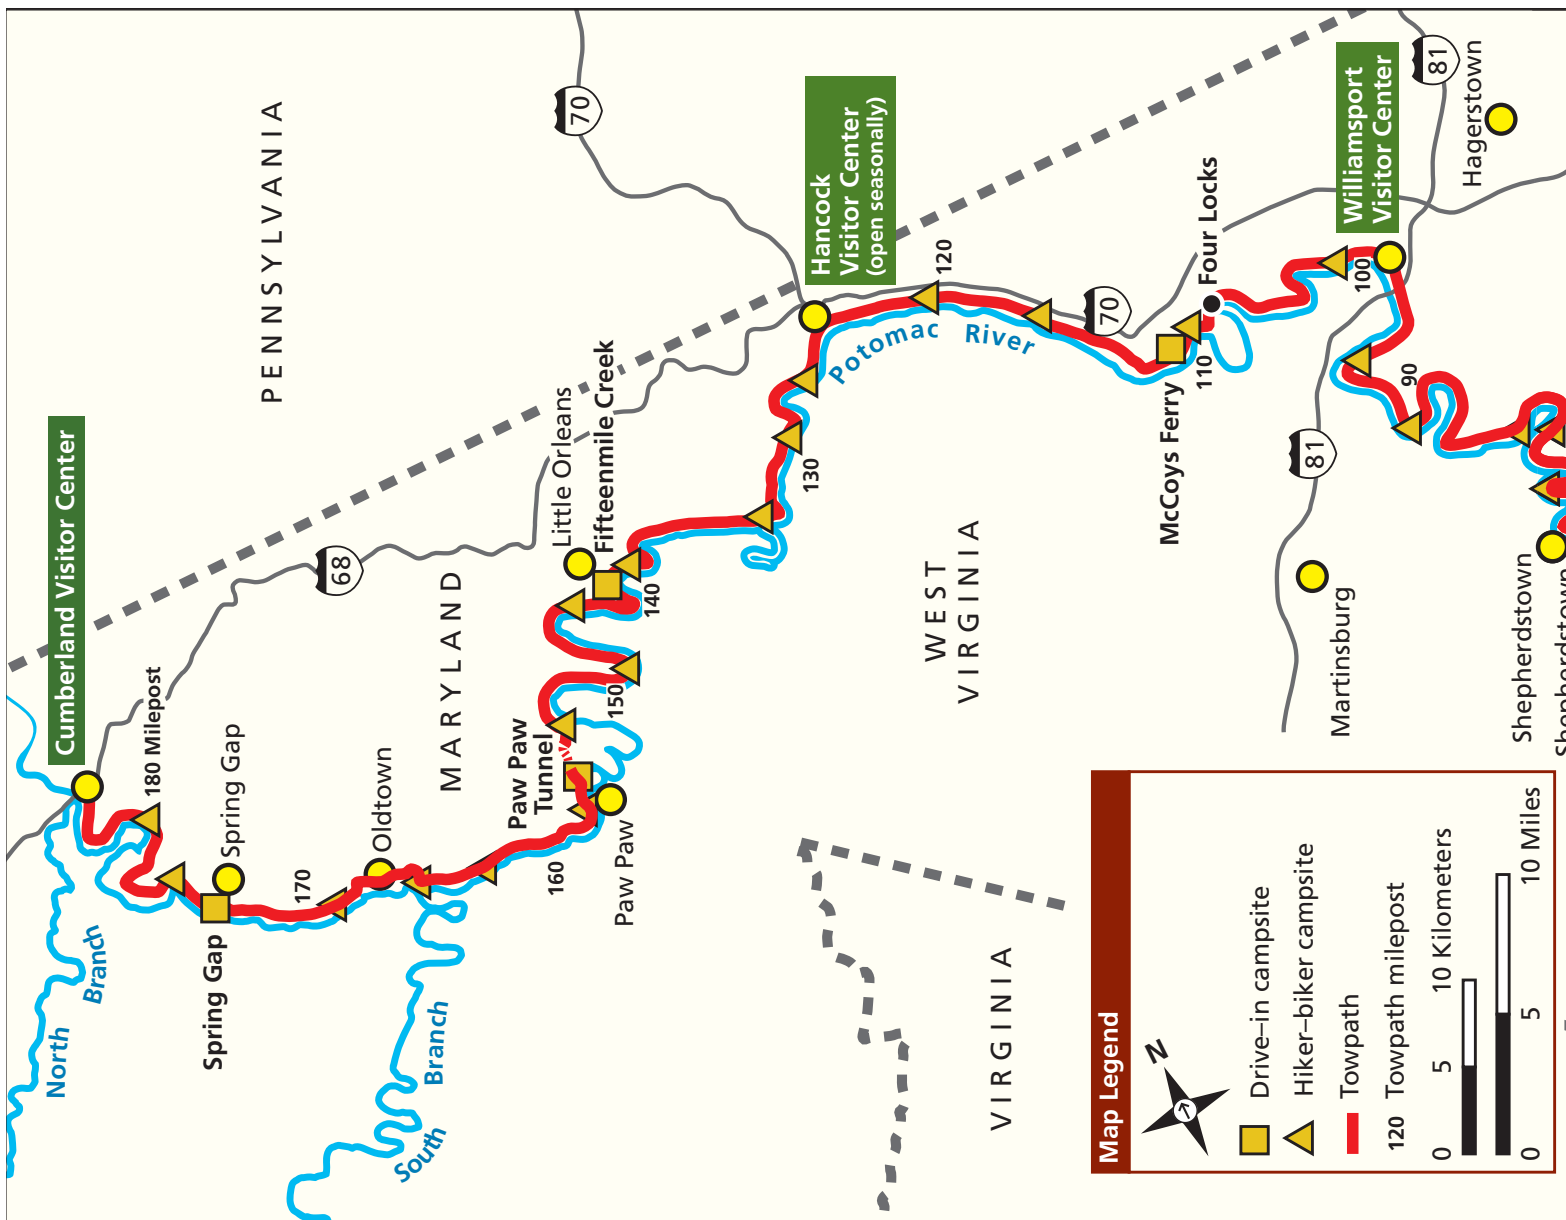 Cumberland Visitor Center
PENNSYLVANIA
70
Hancock
Visitor Center
(open seasonally)
Williamsport
Visitor Center
81
Hagerstown
68
180 Milepost
Spring Gap
Spring Gap
North
Branch
170
Oldtown
MARYLAND
Little Orleans
Fifteenmile Creek
140
150
Paw Paw
Tunnel
160
Paw Paw
South
Branch
130
Potomac River
120
70
Four Locks
McCoys Ferry
110
100
90
81
WEST
VIRGINIA
Martinsburg
Shepherdstown
Shepherdstown
VIRGINIA
Map Legend
N
Drive–in campsite
Hiker–biker campsite
Towpath
120 Towpath milepost
0 5 10 Kilometers
0 5 10 Miles